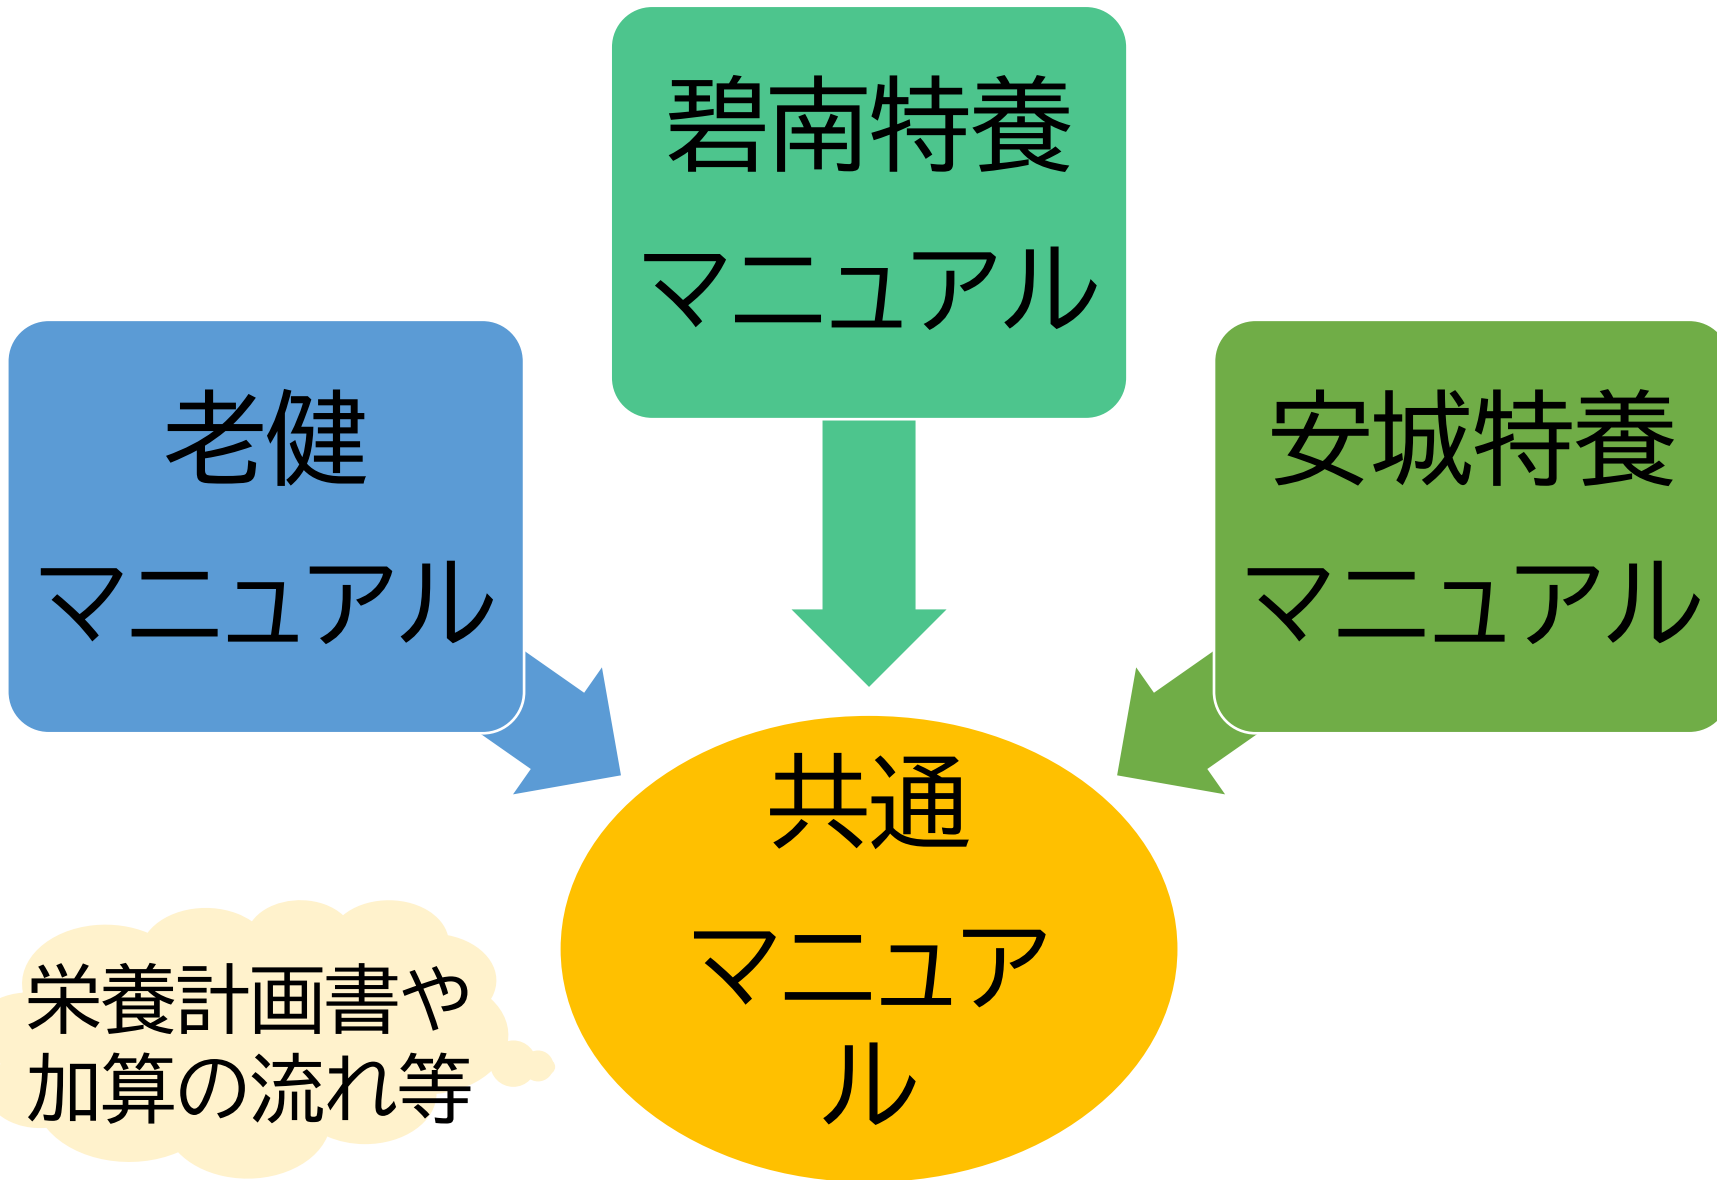 碧南特養
マニュアル
老健
マニュアル
安城特養
マニュアル
共通
マニュア
ル
栄養計画書や
加算の流れ等